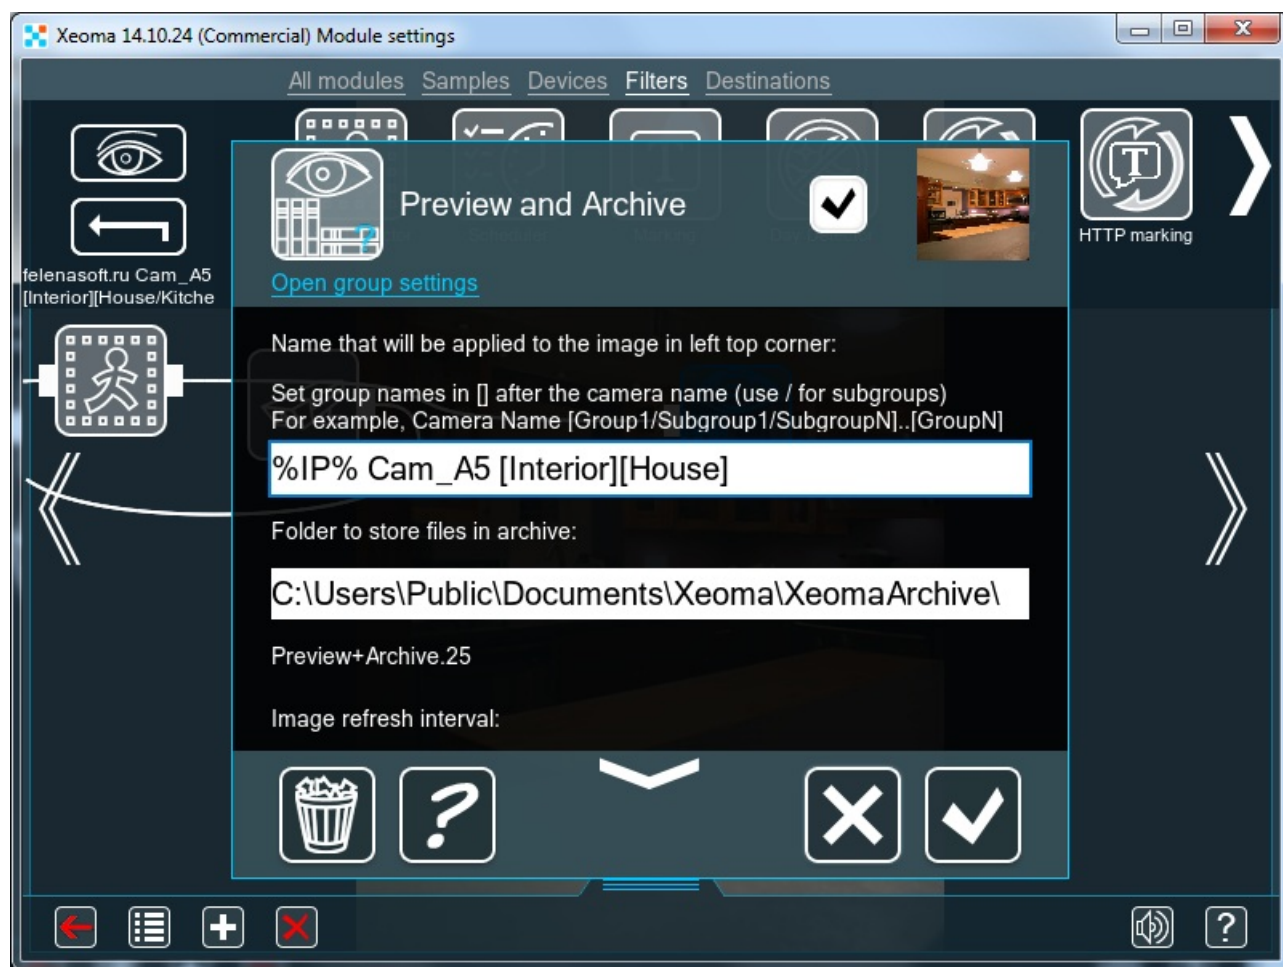 Xeoma 14.10.24 (Commercial) Module settings
All modules Samples Devices Filters Destinations
HTTP marking
felenasoft.ru Cam_A5
[Interior][House/Kitche
Preview and Archive
Open group settings
Name that will be applied to the image in left top corner:
Set group names in [] after the camera name (use / for subgroups)
For example, Camera Name [Group1/Subgroup1/SubgroupN]..[GroupN]
%IP% Cam_A5 [Interior][House]
Folder to store files in archive:
C:\Users\Public\Documents\Xeoma\XeomaArchive\
Preview+Archive.25
Image refresh interval: